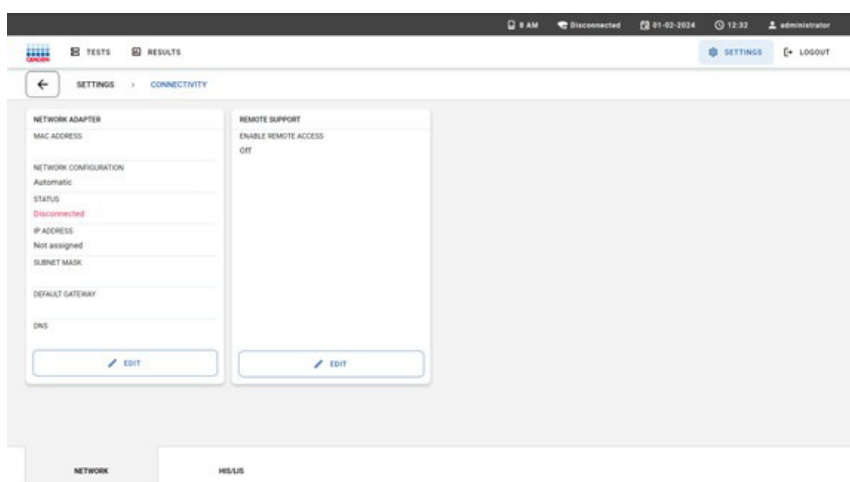 8 AM Disconnected 01-02-2024 12:32 administrator
TESTS RESULTS SETTINGS LOGOUT
SETTINGS > CONNECTIVITY
NETWORK ADAPTER
MAC ADDRESS
NETWORK CONFIGURATION
Automatic
STATUS
Disconnected
IP ADDRESS
Not assigned
SUBNET MASK
DEFAULT GATEWAY
DNS
EDIT
REMOTE SUPPORT
ENABLE REMOTE ACCESS
Off
EDIT
NETWORK HIS/LIS